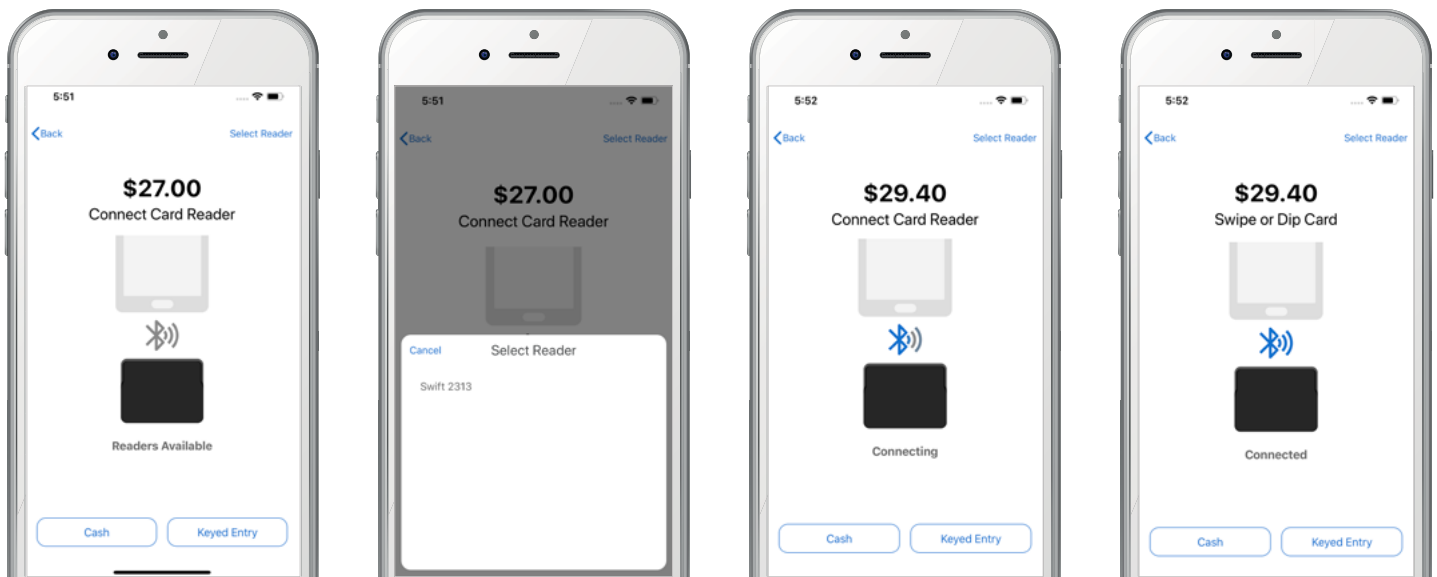 5:51
Back Select Reader
$27.00
Connect Card Reader
Readers Available
Cash Keyed Entry
5:51
Back Select Reader
$27.00
Connect Card Reader
Cancel Select Reader
Swift 2313
5:52
Back Select Reader
$29.40
Connect Card Reader
Connecting
Cash Keyed Entry
5:52
Back Select Reader
$29.40
Swipe or Dip Card
Connected
Cash Keyed Entry